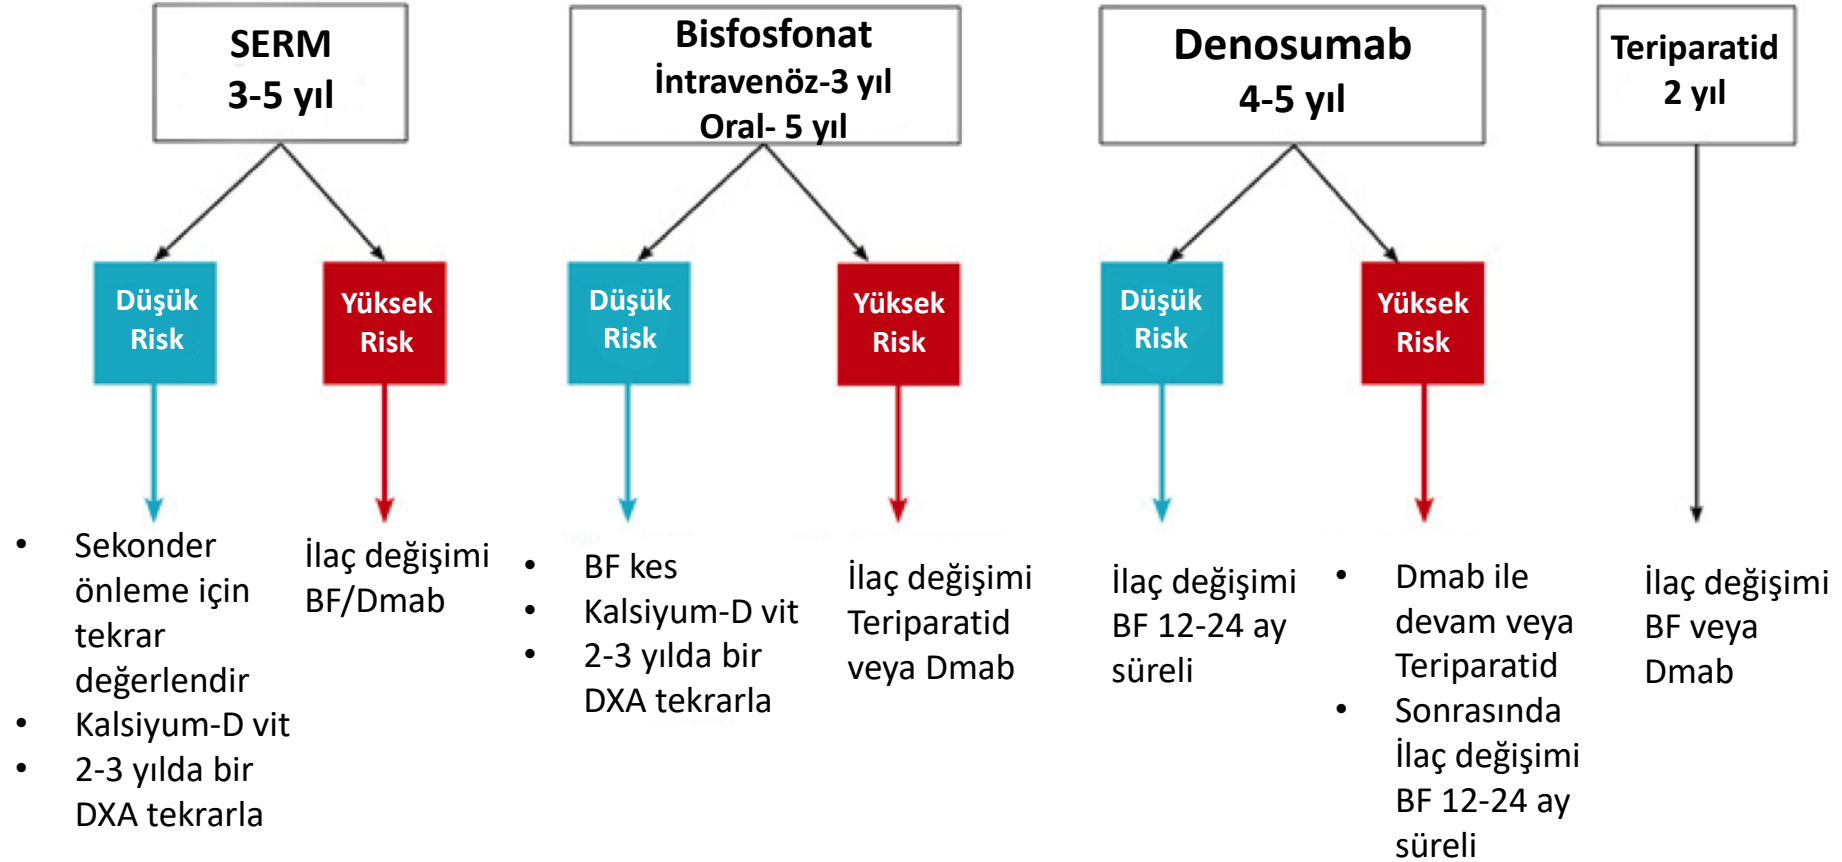 SERM
3-5 yıl
Düşük
Risk
Yüksek
Risk
• Sekonder
önleme için
tekrar
değerlendir
• Kalsiyum-D vit
• 2-3 yılda bir
DXA tekrarla
İlaç değişimi
BF/Dmab
Bisfosfonat
İntravenöz-3 yıl
Oral- 5 yıl
Düşük
Risk
Yüksek
Risk
• BF kes
• Kalsiyum-D vit
• 2-3 yılda bir
DXA tekrarla
İlaç değişimi
Teriparatid
veya Dmab
Denosumab
4-5 yıl
Düşük
Risk
Yüksek
Risk
İlaç değişimi
BF 12-24 ay
süreli
• Dmab ile
devam veya
Teriparatid
• Sonrasında
İlaç değişimi
BF 12-24 ay
süreli
Teriparatid
2 yıl
İlaç değişimi
BF veya
Dmab